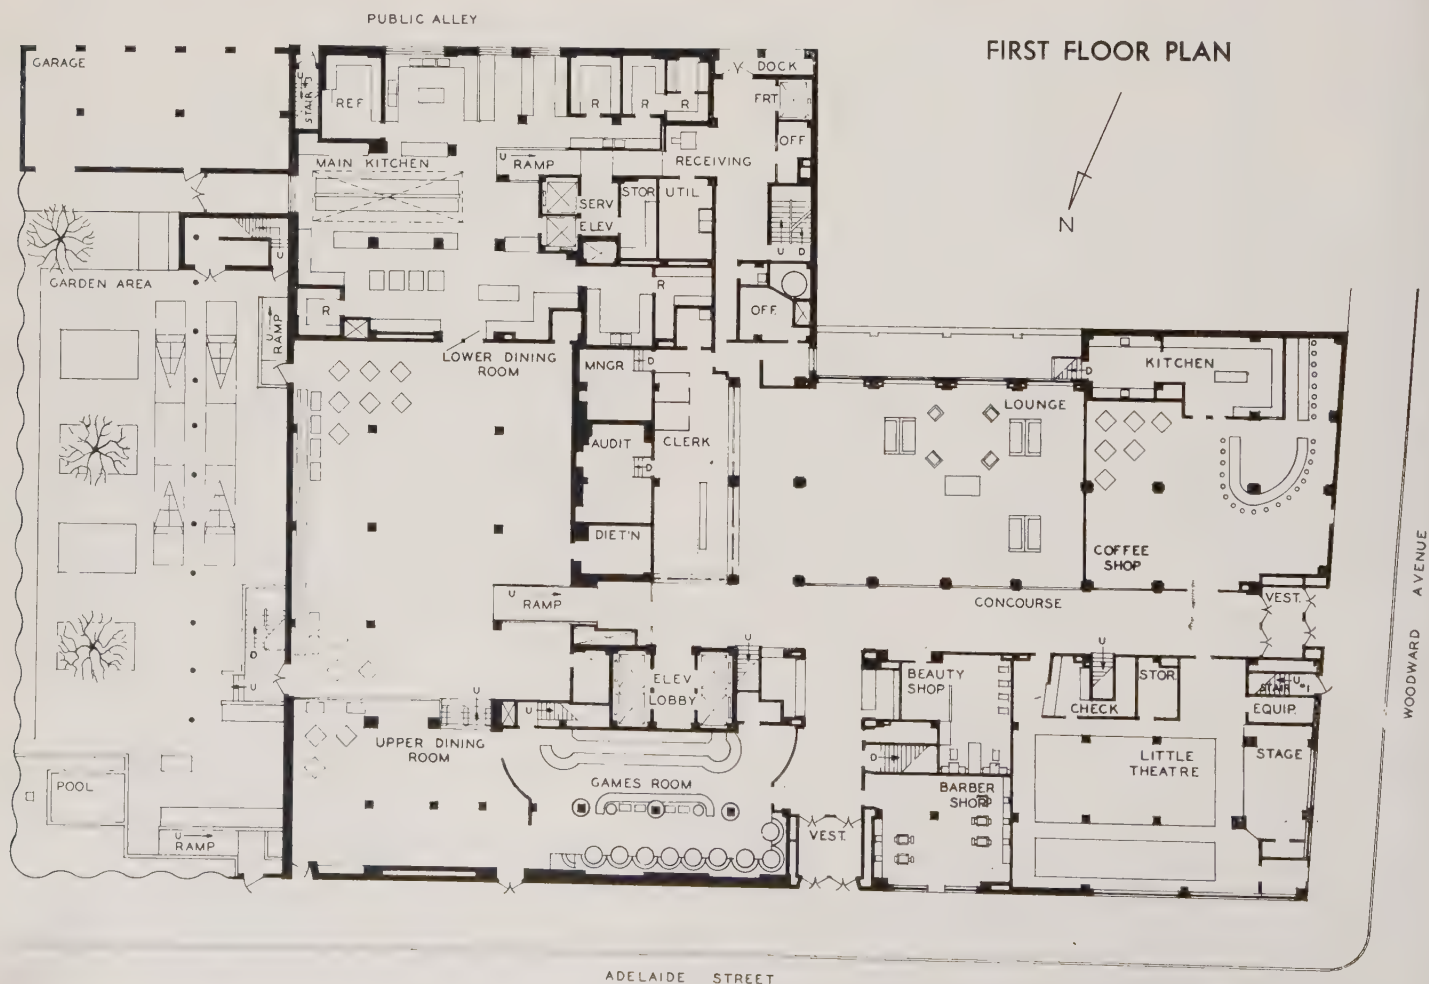 PUBLIC ALLEY
FIRST FLOOR PLAN
GARAGE
U
STAIR
REF
R
R
R
DOCK
FRT
OFF
MAIN KITCHEN
U
RAMP
RECEIVING
SERV
ELEV
STOR
UTIL
U
D
N
U
GARDEN AREA
U
RAMP
R
R
OFF.
LOWER DINING
ROOM
MNGR
D
LOUNGE
D
KITCHEN
AUDIT
D
CLERK
DIET'N
COFFEE
SHOP
U
RAMP
CONCOURSE
VEST.
WOODWARD AVENUE
D
U
U
U
ELEV
LOBBY
U
BEAUTY
SHOP
U
CHECK
STOR.
U
STAIR #1
EQUIP.
UPPER DINING
ROOM
D
LITTLE
THEATRE
STAGE
POOL
GAMES ROOM
BARBER
SHOP
U
RAMP
VEST.
ADELAIDE STREET